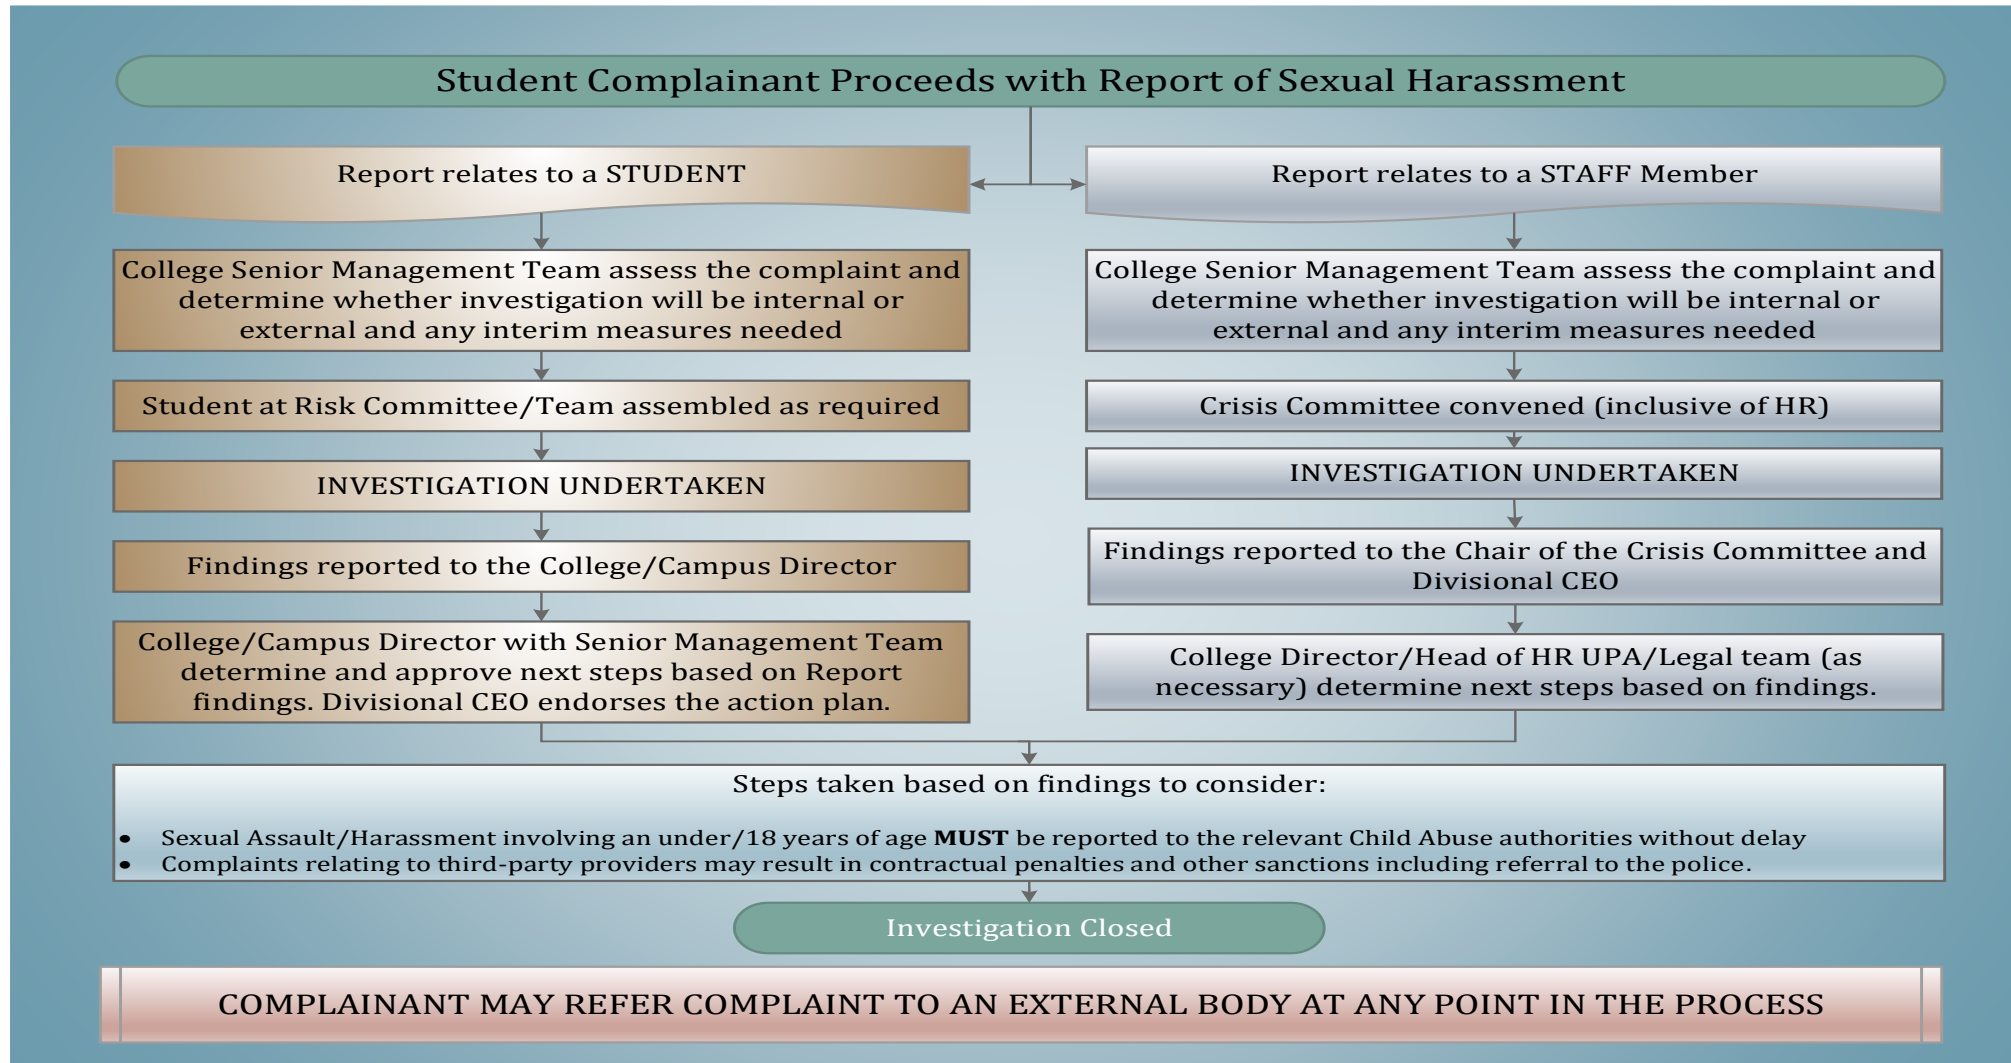 Student Complainant Proceeds with Report of Sexual Harassment
Report relates to a STUDENT
College Senior Management Team assess the complaint and
determine whether investigation will be internal or
external and any interim measures needed
Student at Risk Committee/Team assembled as required
INVESTIGATION UNDERTAKEN
Findings reported to the College/Campus Director
College/Campus Director with Senior Management Team
determine and approve next steps based on Report
findings. Divisional CEO endorses the action plan.
Report relates to a STAFF Member
College Senior Management Team assess the complaint and
determine whether investigation will be internal or
external and any interim measures needed
Crisis Committee convened (inclusive of HR)
INVESTIGATION UNDERTAKEN
Findings reported to the Chair of the Crisis Committee and
Divisional CEO
College Director/Head of HR UPA/Legal team (as
necessary) determine next steps based on findings.
Steps taken based on findings to consider:
• Sexual Assault/Harassment involving an under/18 years of age MUST be reported to the relevant Child Abuse authorities without delay
• Complaints relating to third-party providers may result in contractual penalties and other sanctions including referral to the police.
Investigation Closed
COMPLAINANT MAY REFER COMPLAINT TO AN EXTERNAL BODY AT ANY POINT IN THE PROCESS